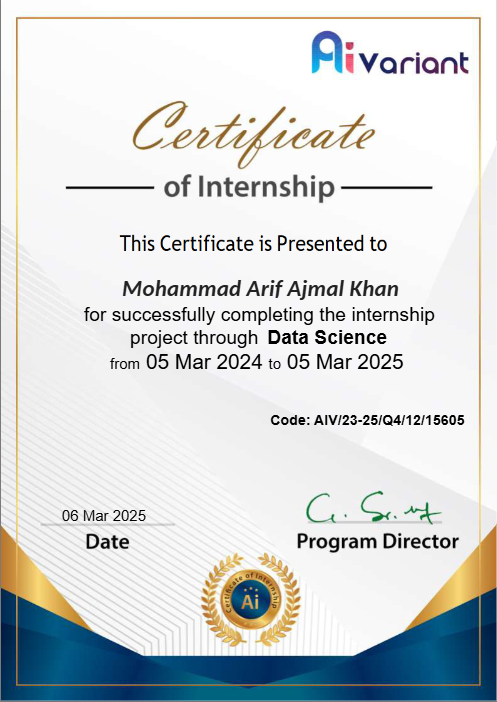 Ai Variant
Certificate
of Internship
This Certificate is Presented to
Mohammad Arif Ajmal Khan
for successfully completing the internship
project through Data Science
from 05 Mar 2024 to 05 Mar 2025
Code: AIV/23-25/Q4/12/15605
06 Mar 2025
Date
Program Director
Certificate of Internship
Ai